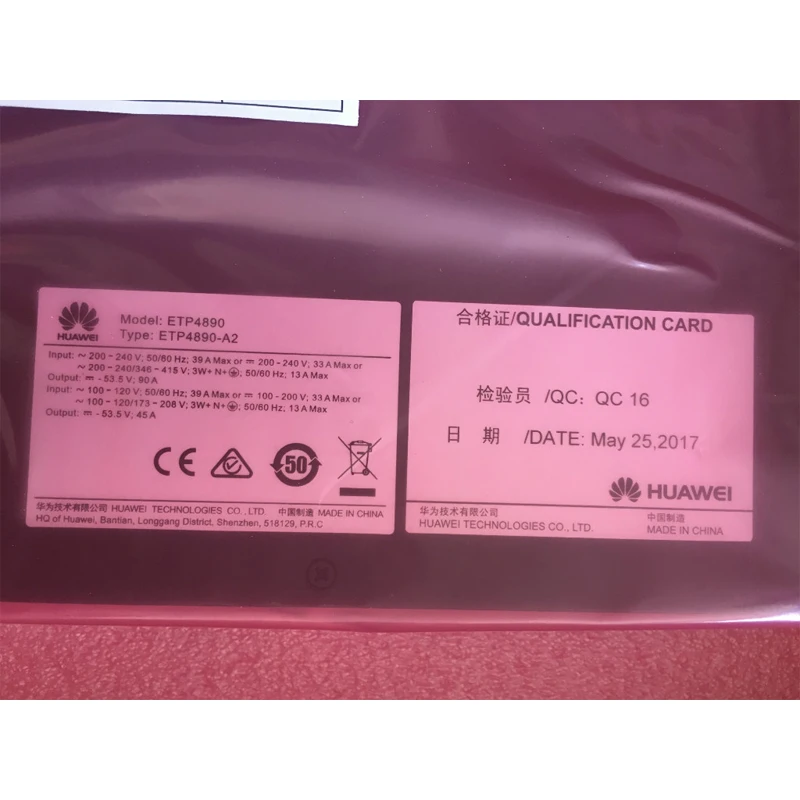 HUAWEI
Model: ETP4890
Type: ETP4890-A2
Input: ~ 200 - 240 V; 50/60 Hz; 39 A Max or ⎓ 200 - 240 V; 33 A Max or
~ 200 - 240/346 - 415 V; 3W+ N+⏚; 50/60 Hz; 13 A Max
Output: ⎓ - 53.5 V; 90 A
Input: ~ 100 - 120 V; 50/60 Hz; 39 A Max or ⎓ 100 - 200 V; 33 A Max or
~ 100 - 120/173 - 208 V; 3W+ N+⏚; 50/60 Hz; 13 A Max
Output: ⎓ - 53.5 V; 45 A
CE
50
华为技术有限公司 HUAWEI TECHNOLOGIES CO., LTD. 中国制造 MADE IN CHINA
HQ of Huawei, Bantian, Longgang District, Shenzhen, 518129, P.R.C
合格证/QUALIFICATION CARD
检验员 /QC: QC 16
日 期 /DATE: May 25,2017
HUAWEI
华为技术有限公司 中国制造
HUAWEI TECHNOLOGIES CO., LTD. MADE IN CHINA